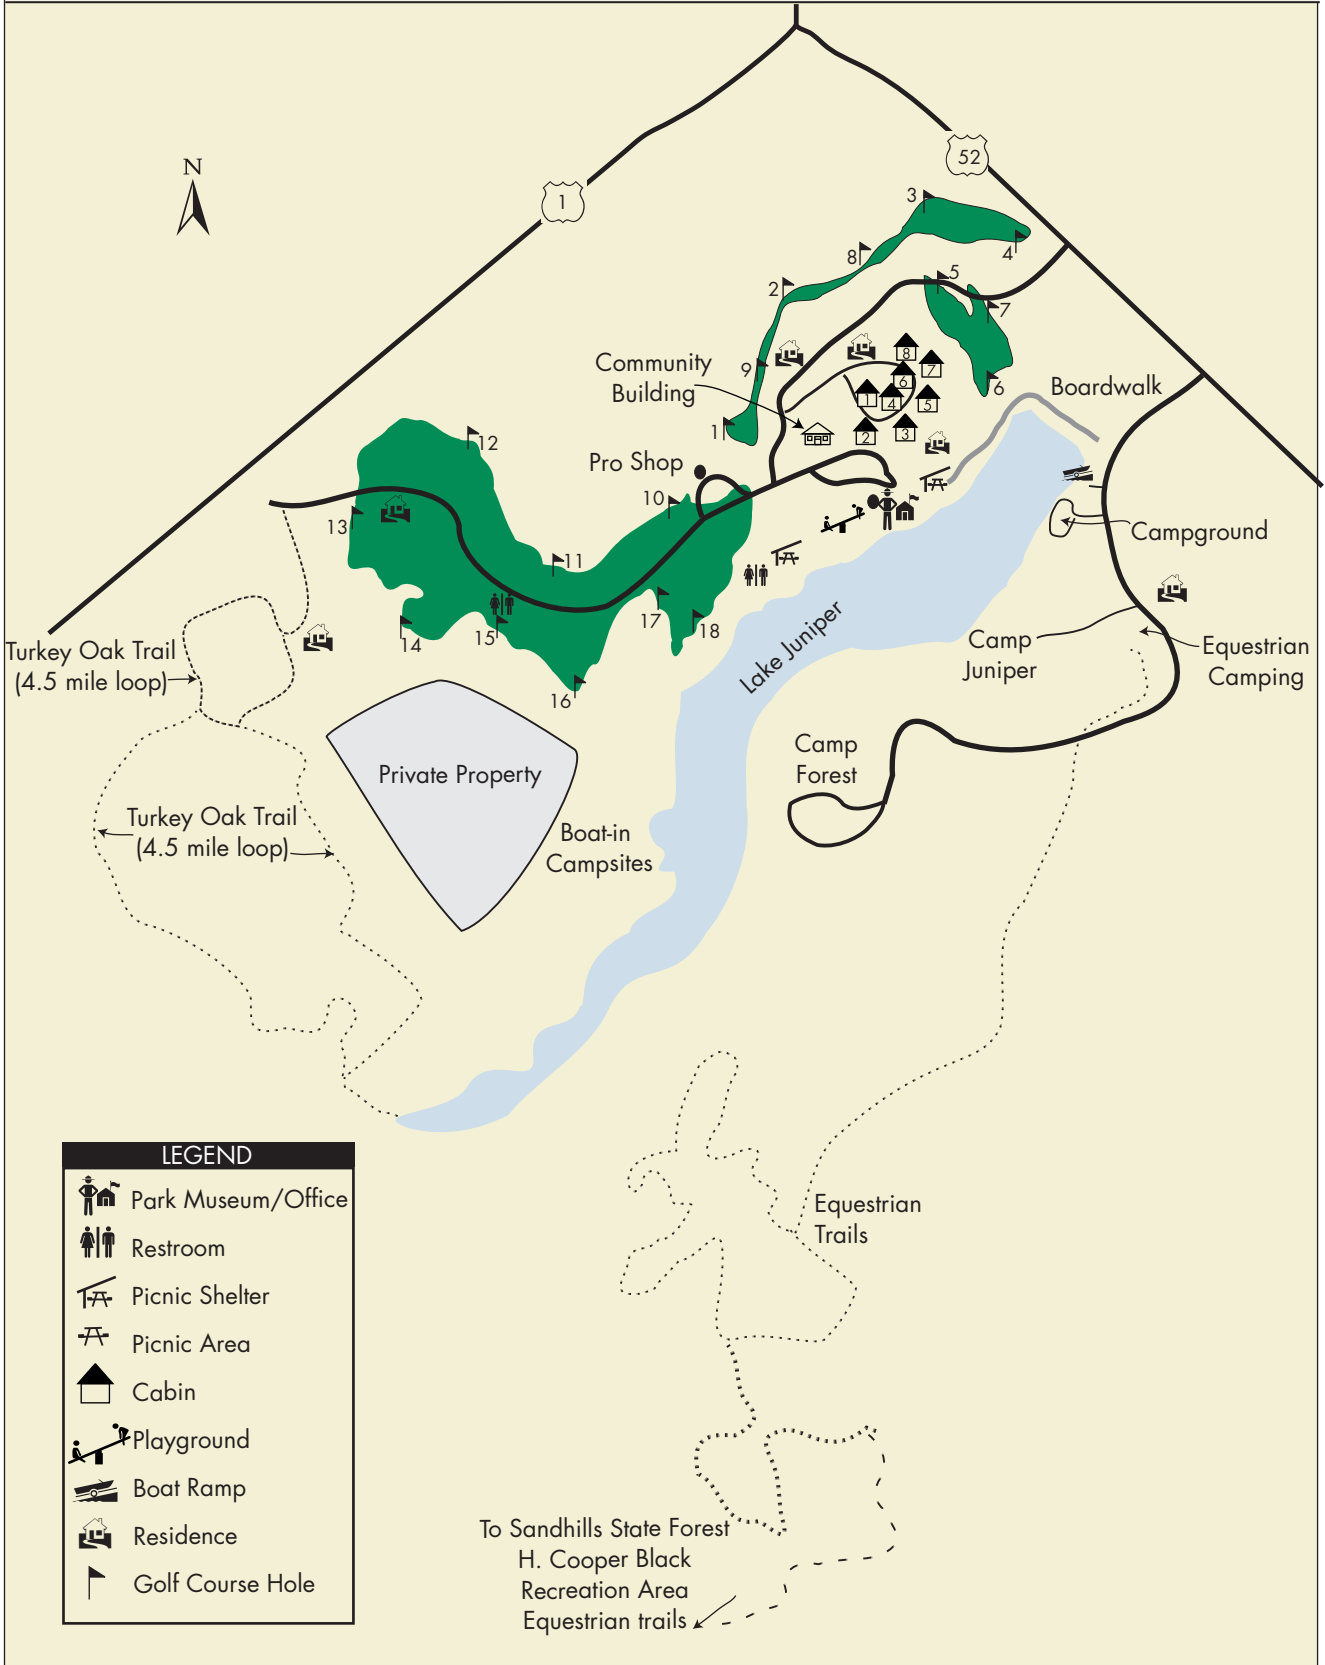 N
52
1
3
4
8
2
5
7
6
9
1
Community
Building
8
7
6
1
4
5
2
3
Boardwalk
12
Pro Shop
10
13
11
Campground
14
15
17
18
16
Lake Juniper
Turkey Oak Trail
(4.5 mile loop)
Camp
Juniper
Equestrian
Camping
Private Property
Camp
Forest
Turkey Oak Trail
(4.5 mile loop)
Boat-in
Campsites
Equestrian
Trails
LEGEND
Park Museum/Office
Restroom
Picnic Shelter
Picnic Area
Cabin
Playground
Boat Ramp
Residence
Golf Course Hole
To Sandhills State Forest
H. Cooper Black
Recreation Area
Equestrian trails